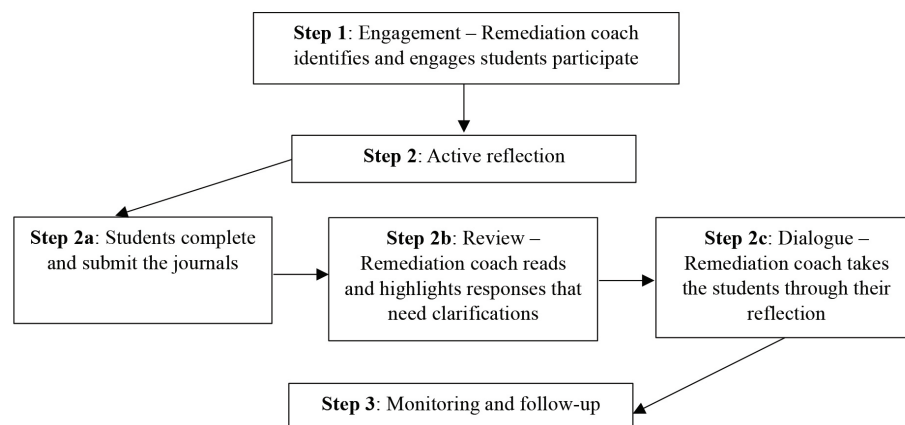 Step 1: Engagement – Remediation coach
identifies and engages students participate
Step 2: Active reflection
Step 2a: Students complete
and submit the journals
Step 2b: Review –
Remediation coach reads
and highlights responses that
need clarifications
Step 2c: Dialogue –
Remediation coach takes
the students through their
reflection
Step 3: Monitoring and follow-up